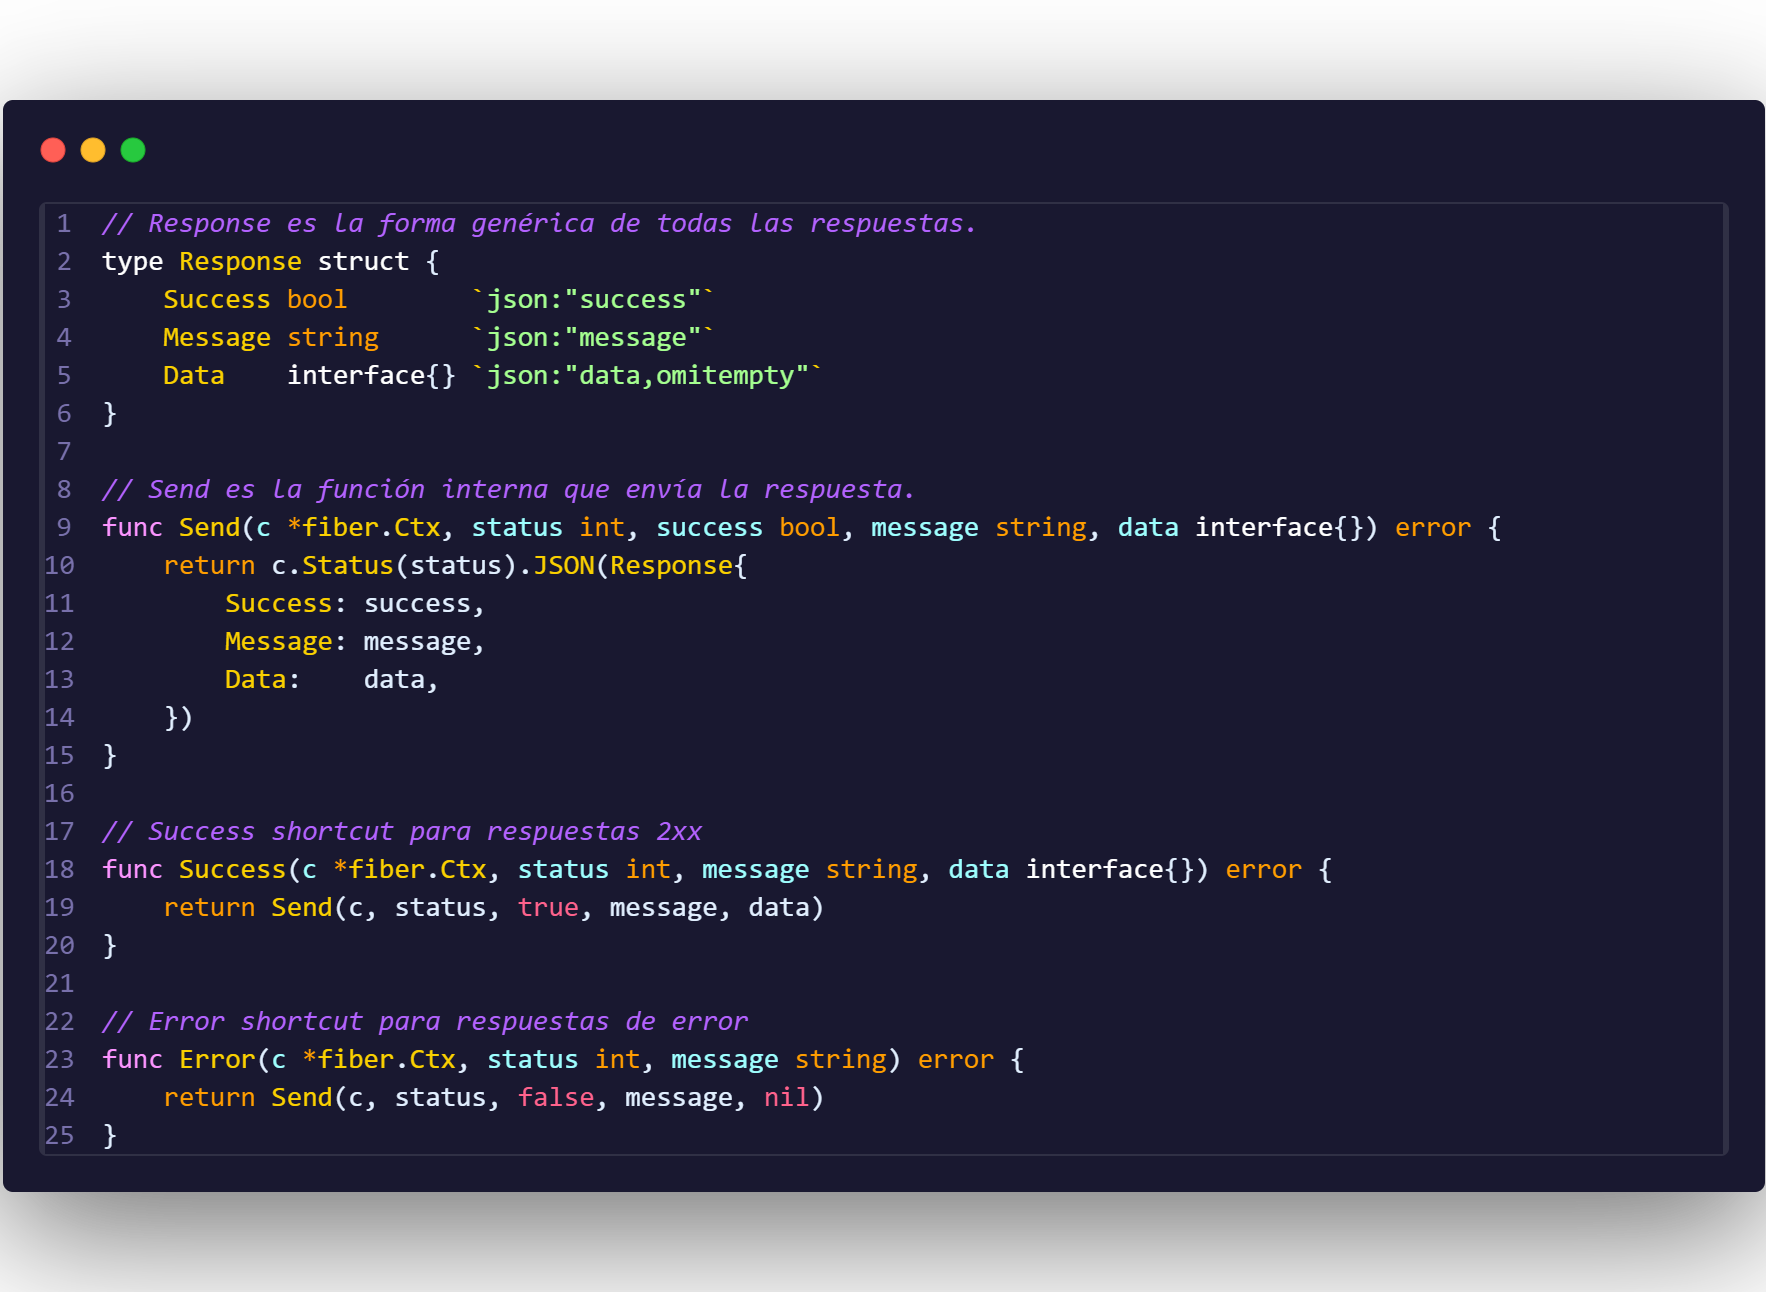 1 // Response es la forma genérica de todas las respuestas.
2 type Response struct {
3     Success bool        `json:"success"`
4     Message string      `json:"message"`
5     Data    interface{} `json:"data,omitempty"`
6 }
7
8 // Send es la función interna que envía la respuesta.
9 func Send(c *fiber.Ctx, status int, success bool, message string, data interface{}) error {
10     return c.Status(status).JSON(Response{
11         Success: success,
12         Message: message,
13         Data:    data,
14     })
15 }
16
17 // Success shortcut para respuestas 2xx
18 func Success(c *fiber.Ctx, status int, message string, data interface{}) error {
19     return Send(c, status, true, message, data)
20 }
21
22 // Error shortcut para respuestas de error
23 func Error(c *fiber.Ctx, status int, message string) error {
24     return Send(c, status, false, message, nil)
25 }